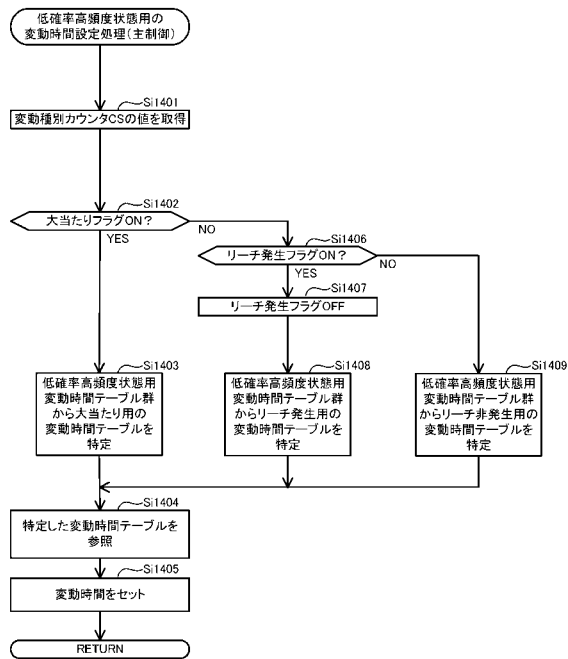 低確率高頻度状態用の
変動時間設定処理(主制御)
Si1401
変動種別カウンタCSの値を取得
Si1402
大当たりフラグON?
NO
YES
Si1406
リーチ発生フラグON?
NO
YES
Si1407
リーチ発生フラグOFF
Si1403
低確率高頻度状態用
変動時間テーブル群
から大当たり用の
変動時間テーブルを
特定
Si1408
低確率高頻度状態用
変動時間テーブル群
からリーチ発生用の
変動時間テーブルを
特定
Si1409
低確率高頻度状態用
変動時間テーブル群
からリーチ非発生用の
変動時間テーブルを
特定
Si1404
特定した変動時間テーブルを
参照
Si1405
変動時間をセット
RETURN